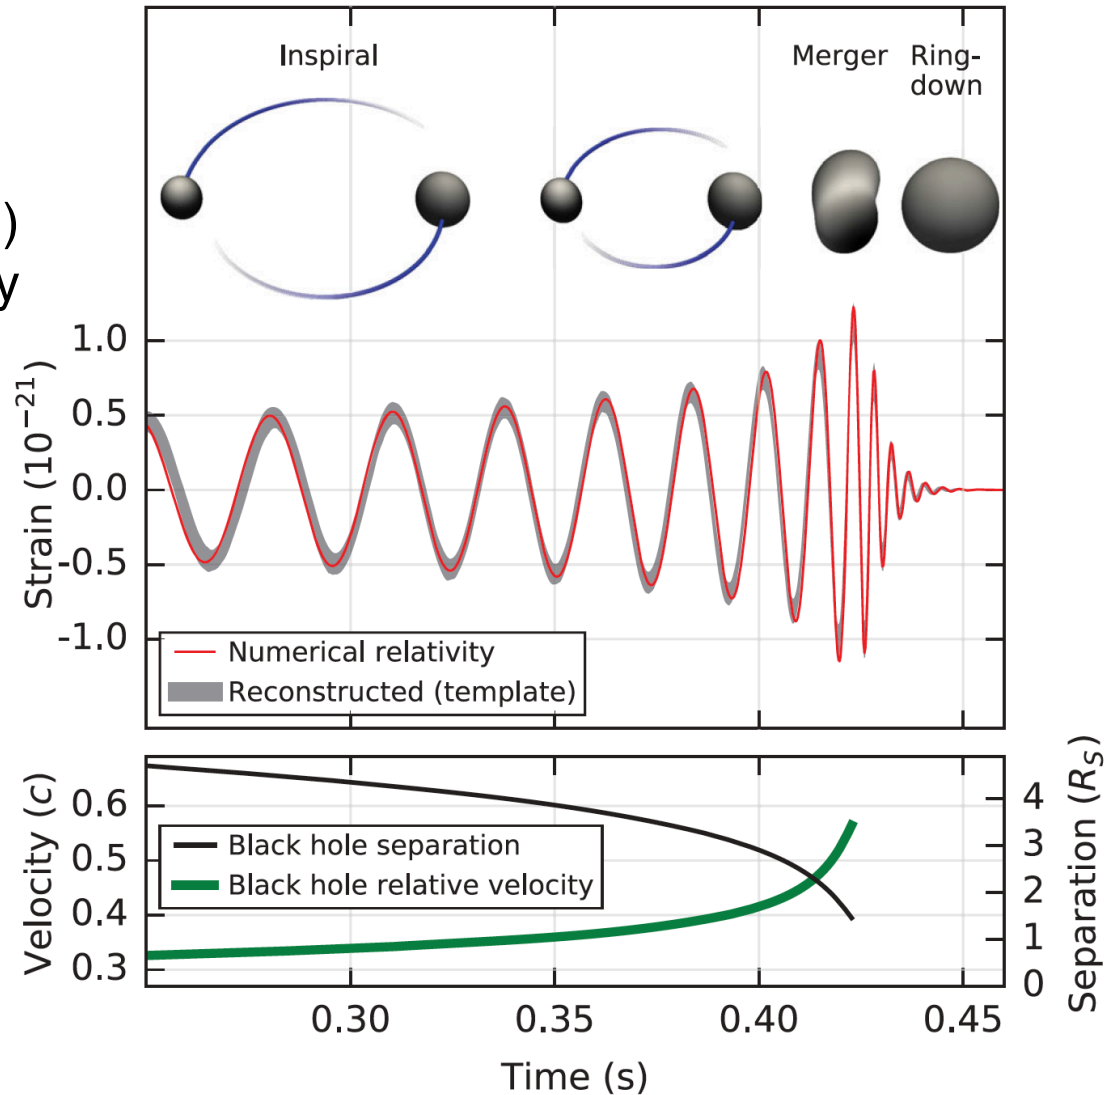 Inspiral
Merger
Ring-
down
)
y
Strain (10⁻²¹)
1.0
0.5
0.0
-0.5
-1.0
Numerical relativity
Reconstructed (template)
Velocity (c)
0.6
0.5
0.4
0.3
Black hole separation
Black hole relative velocity
4
3
2
1
0
Separation (R_S)
0.30 0.35 0.40 0.45
Time (s)